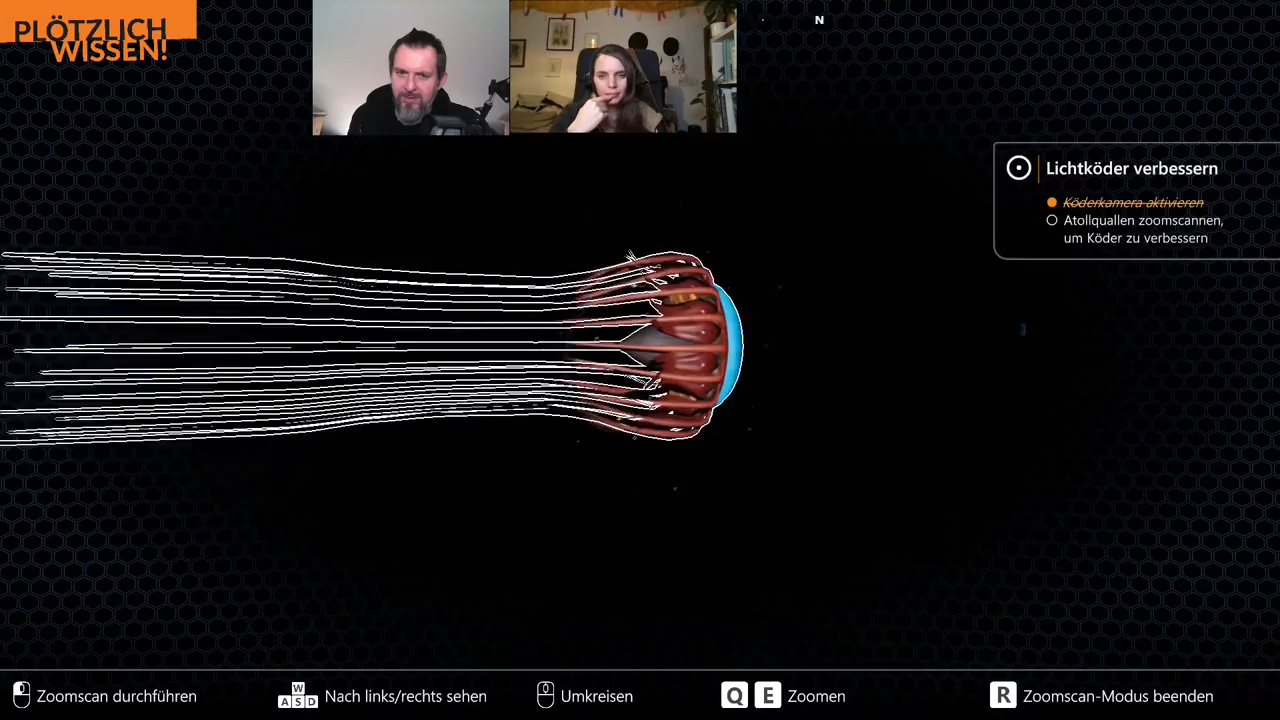 PLÖTZLICH
WISSEN!
N
Lichtköder verbessern
Köderkamera aktivieren
Atollquallen zoomscannen,
um Köder zu verbessern
Zoomscan durchführen
W
A S D
Nach links/rechts sehen
Umkreisen
Q E Zoomen
R Zoomscan-Modus beenden